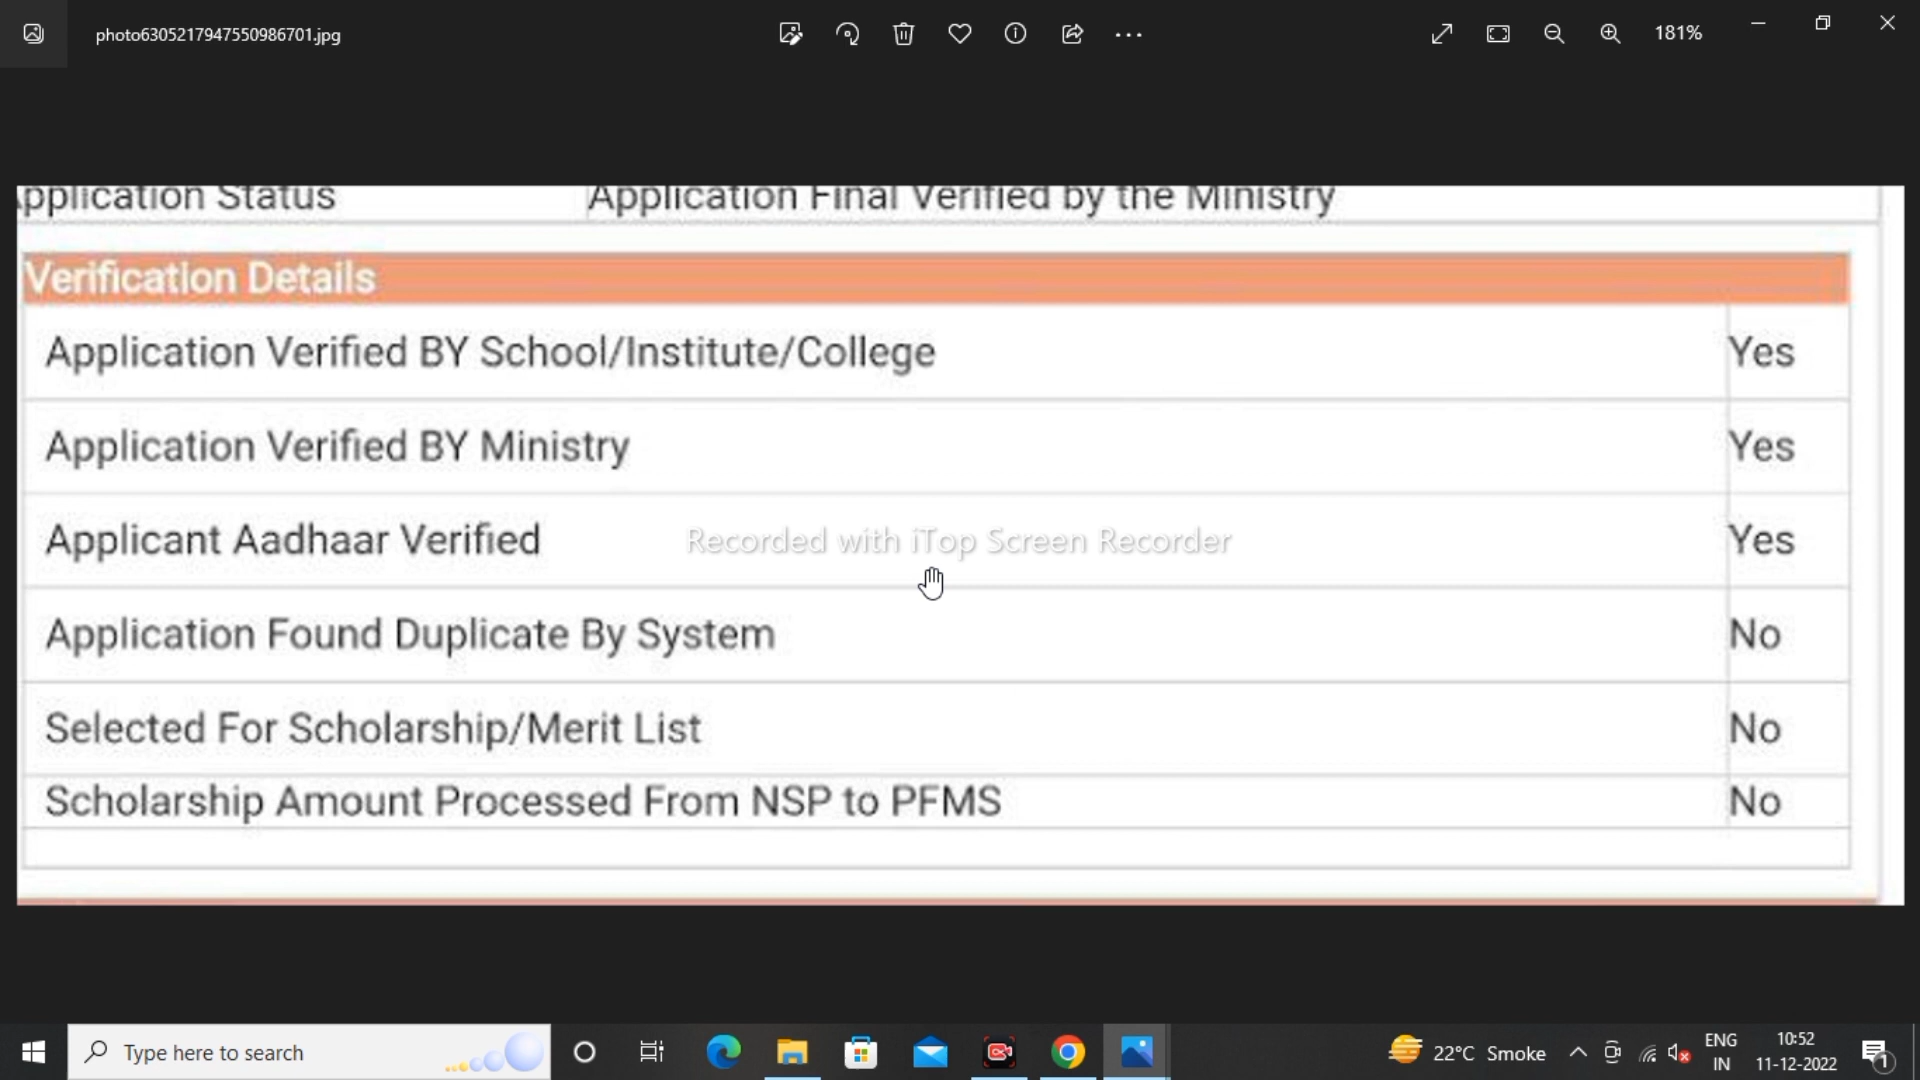 photo6305217947550986701.jpg
181%
pplication Status Application Final Verified by the Ministry
Verification Details
Application Verified BY School/Institute/College Yes
Application Verified BY Ministry Yes
Applicant Aadhaar Verified Yes
Recorded with iTop Screen Recorder
Application Found Duplicate By System No
Selected For Scholarship/Merit List No
Scholarship Amount Processed From NSP to PFMS No
Type here to search
22°C Smoke
ENG
IN
10:52
11-12-2022
1